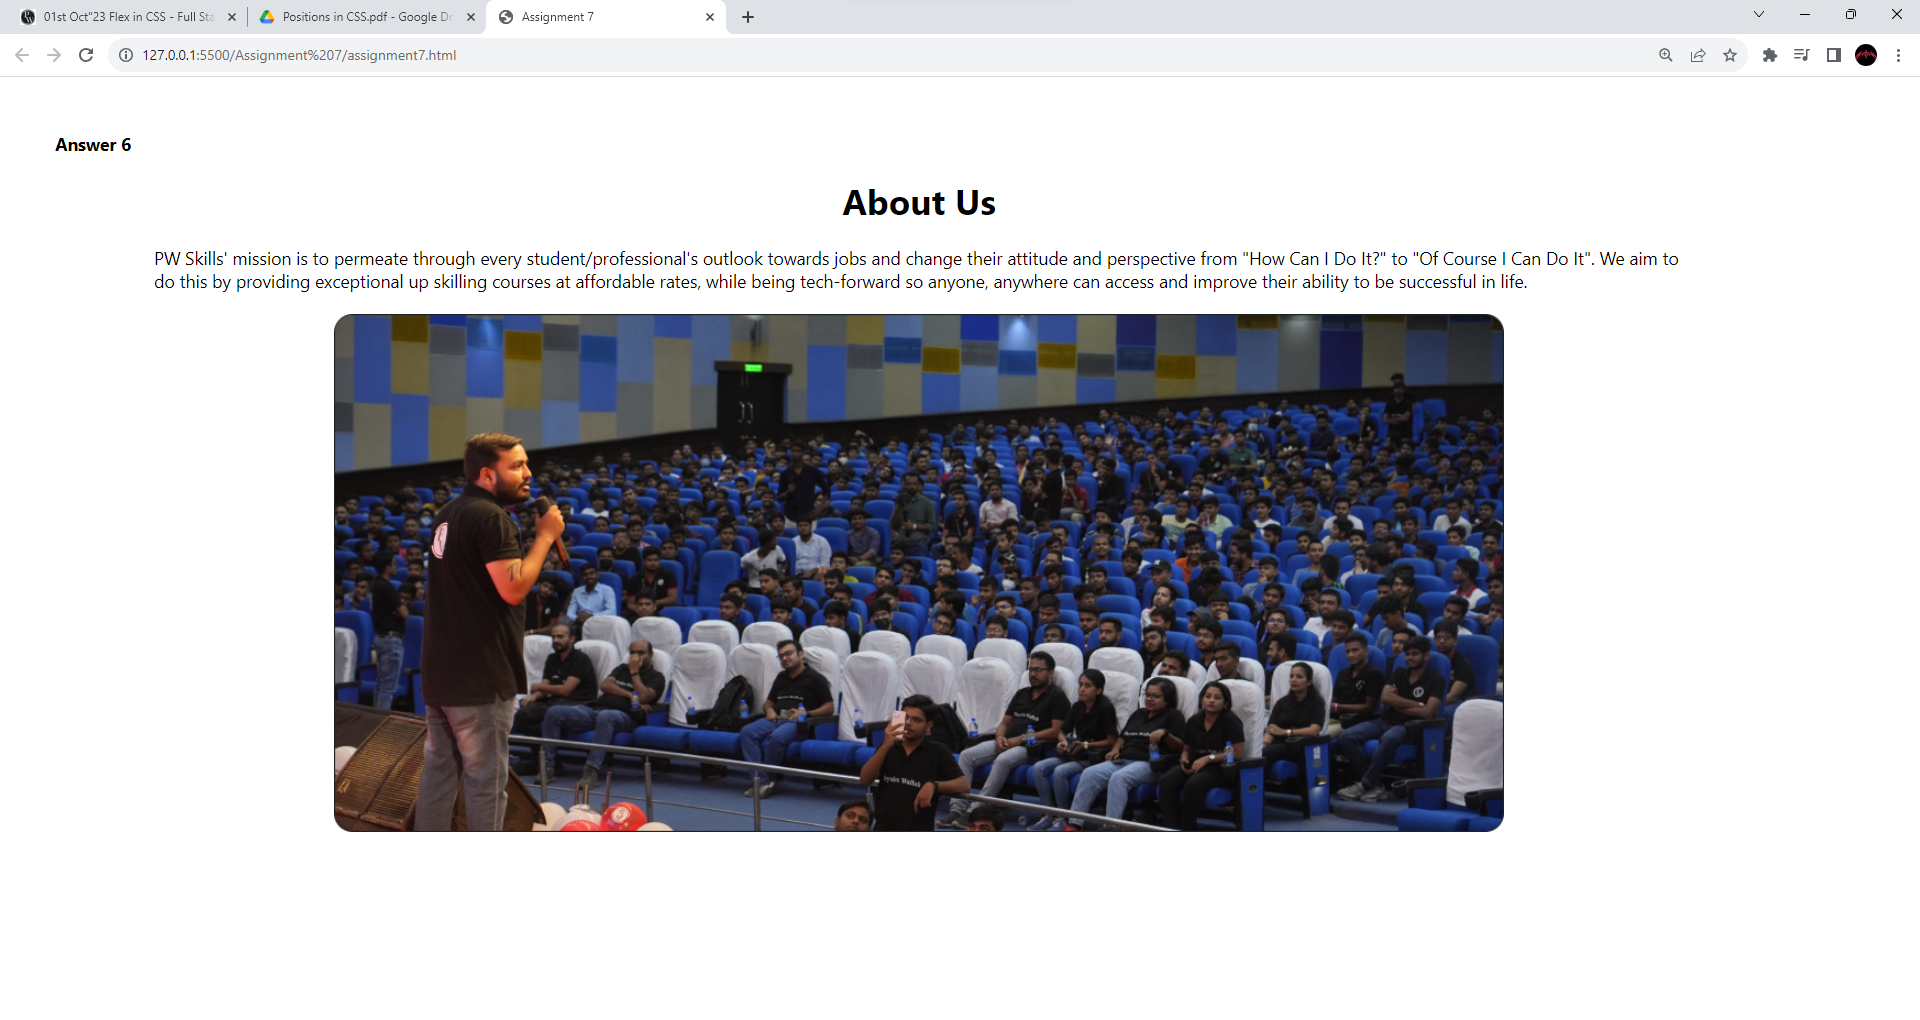 01st Oct"23 Flex in CSS - Full Sta
Positions in CSS.pdf - Google Dr
Assignment 7
127.0.0.1:5500/Assignment%207/assignment7.html
Answer 6
About Us
PW Skills' mission is to permeate through every student/professional's outlook towards jobs and change their attitude and perspective from "How Can I Do It?" to "Of Course I Can Do It". We aim to
do this by providing exceptional up skilling courses at affordable rates, while being tech-forward so anyone, anywhere can access and improve their ability to be successful in life.